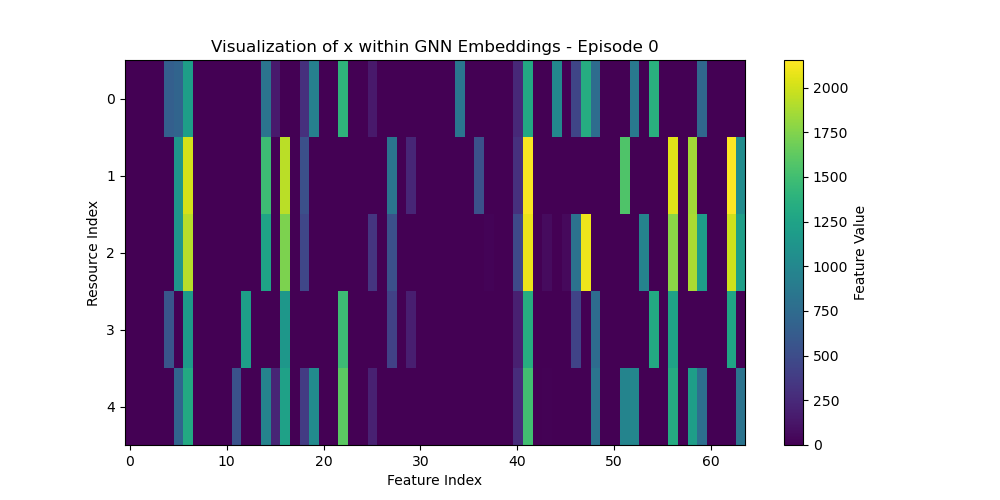 Visualization of x within GNN Embeddings - Episode 0
Resource Index
0
1
2
3
4
0 10 20 30 40 50 60
Feature Index
2000
1750
1500
1250
1000
750
500
250
0
Feature Value